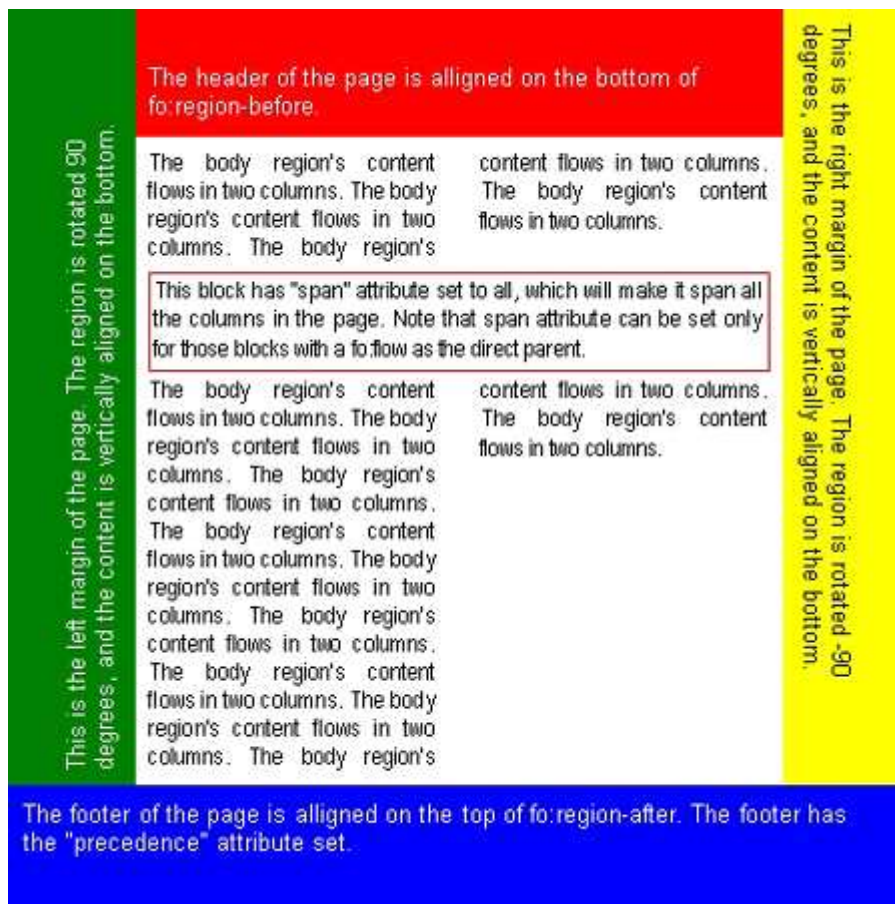 The header of the page is alligned on the bottom of
fo:region-before.
This is the left margin of the page. The region is rotated 90
degrees, and the content is vertically aligned on the bottom.
The body region's content
flows in two columns. The body
region's content flows in two
columns. The body region's
content flows in two columns.
The body region's content
flows in two columns.
This block has "span" attribute set to all, which will make it span all
the columns in the page. Note that span attribute can be set only
for those blocks with a fo:flow as the direct parent.
The body region's content
flows in two columns. The body
region's content flows in two
columns. The body region's
content flows in two columns.
The body region's content
flows in two columns. The body
region's content flows in two
columns. The body region's
content flows in two columns.
The body region's content
flows in two columns. The body
region's content flows in two
columns. The body region's
content flows in two columns.
The body region's content
flows in two columns.
This is the right margin of the page. The region is rotated -90
degrees, and the content is vertically aligned on the bottom.
The footer of the page is alligned on the top of fo:region-after. The footer has
the "precedence" attribute set.